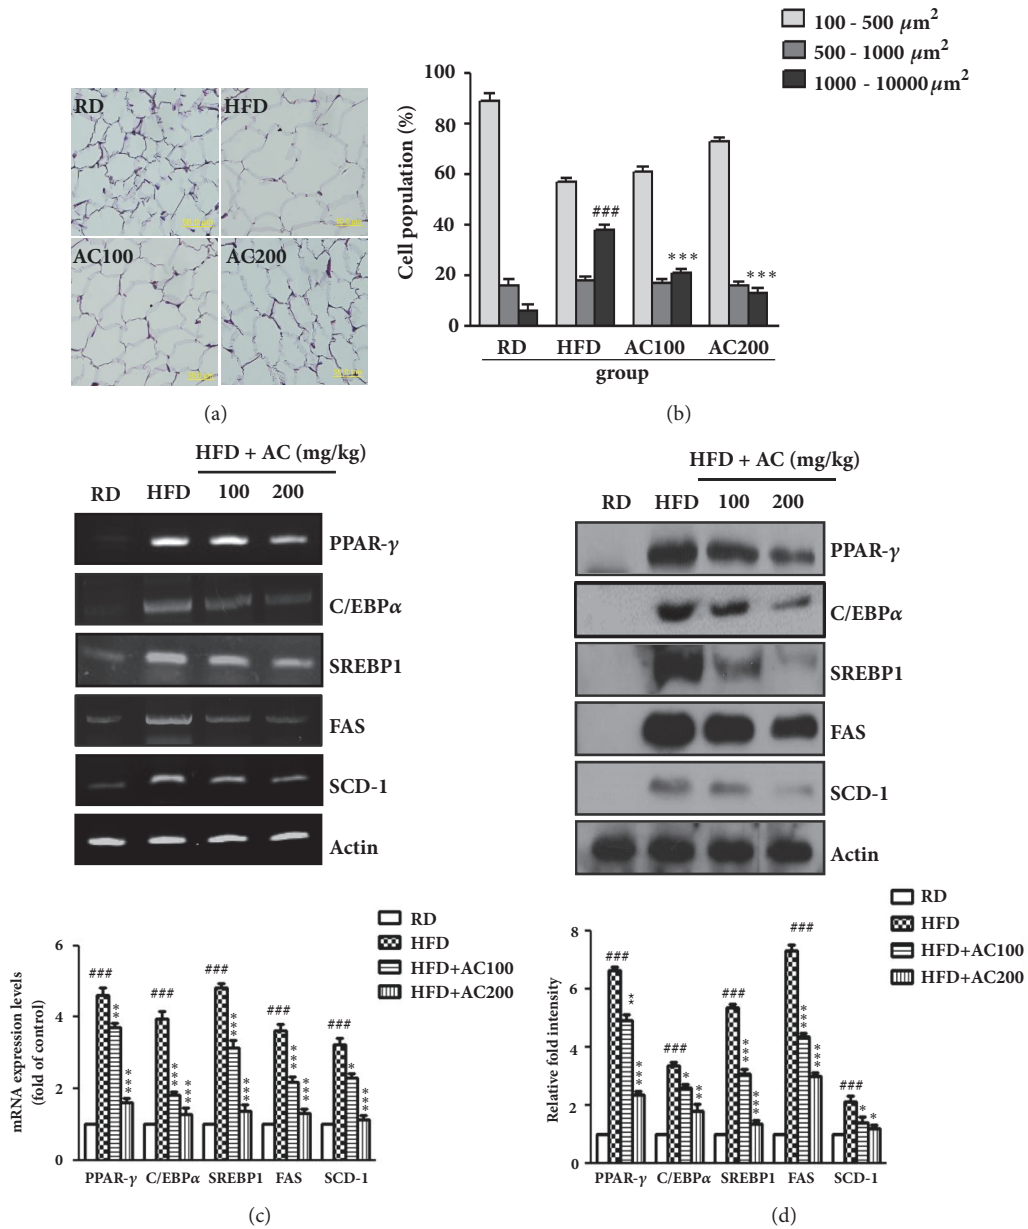 100 - 500 μm²
500 - 1000 μm²
1000 - 10000 μm²
RD
HFD
AC100
AC200
Cell population (%)
100
80
60
40
20
0
###
***
***
RD HFD AC100 AC200
group
(a)
(b)
HFD + AC (mg/kg)
RD HFD 100 200
PPAR-γ
C/EBPα
SREBP1
FAS
SCD-1
Actin
HFD + AC (mg/kg)
RD HFD 100 200
PPAR-γ
C/EBPα
SREBP1
FAS
SCD-1
Actin
RD
HFD
HFD+AC100
HFD+AC200
mRNA expression levels
(fold of control)
6
4
2
0
### ** ***
### *** ***
### *** ***
### *** ***
### * ***
PPAR-γ C/EBPα SREBP1 FAS SCD-1
(c)
RD
HFD
HFD+AC100
HFD+AC200
Relative fold intensity
8
6
4
2
0
### ** ***
### * **
### *** ***
### *** ***
### * *
PPAR-γ C/EBPα SREBP1 FAS SCD-1
(d)